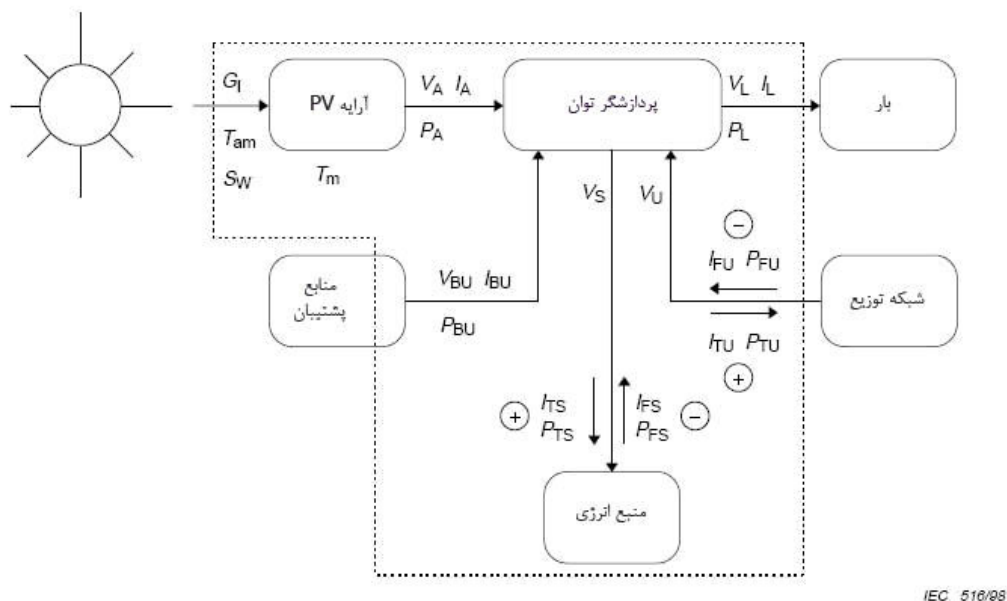 G_I
T_am
S_W
آرایه PV
T_m
V_A I_A
P_A
پردازشگر توان
V_L I_L
P_L
بار
V_S
V_U
منابع
پشتیبان
V_BU I_BU
P_BU
−
I_FU P_FU
I_TU P_TU
+
شبکه توزیع
+
I_TS
P_TS
I_FS
P_FS
−
منبع انرژی
IEC 516/98